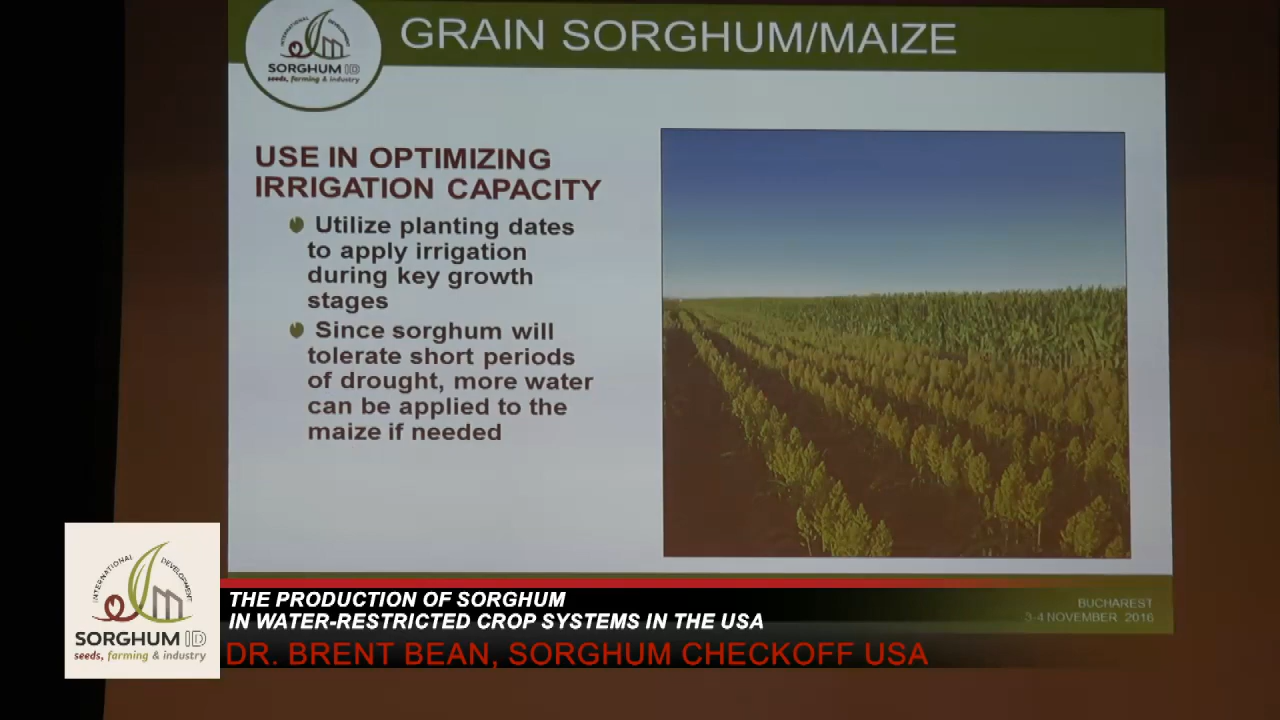 GRAIN SORGHUM/MAIZE
INTERNATIONAL DEVELOPMENT
SORGHUM ID
seeds, farming & industry
USE IN OPTIMIZING
IRRIGATION CAPACITY
Utilize planting dates
to apply irrigation
during key growth
stages
Since sorghum will
tolerate short periods
of drought, more water
can be applied to the
maize if needed
BUCHAREST
3-4 NOVEMBER 2016
INTERNATIONAL DEVELOPMENT
SORGHUM ID
seeds, farming & industry
THE PRODUCTION OF SORGHUM
IN WATER-RESTRICTED CROP SYSTEMS IN THE USA
DR. BRENT BEAN, SORGHUM CHECKOFF USA